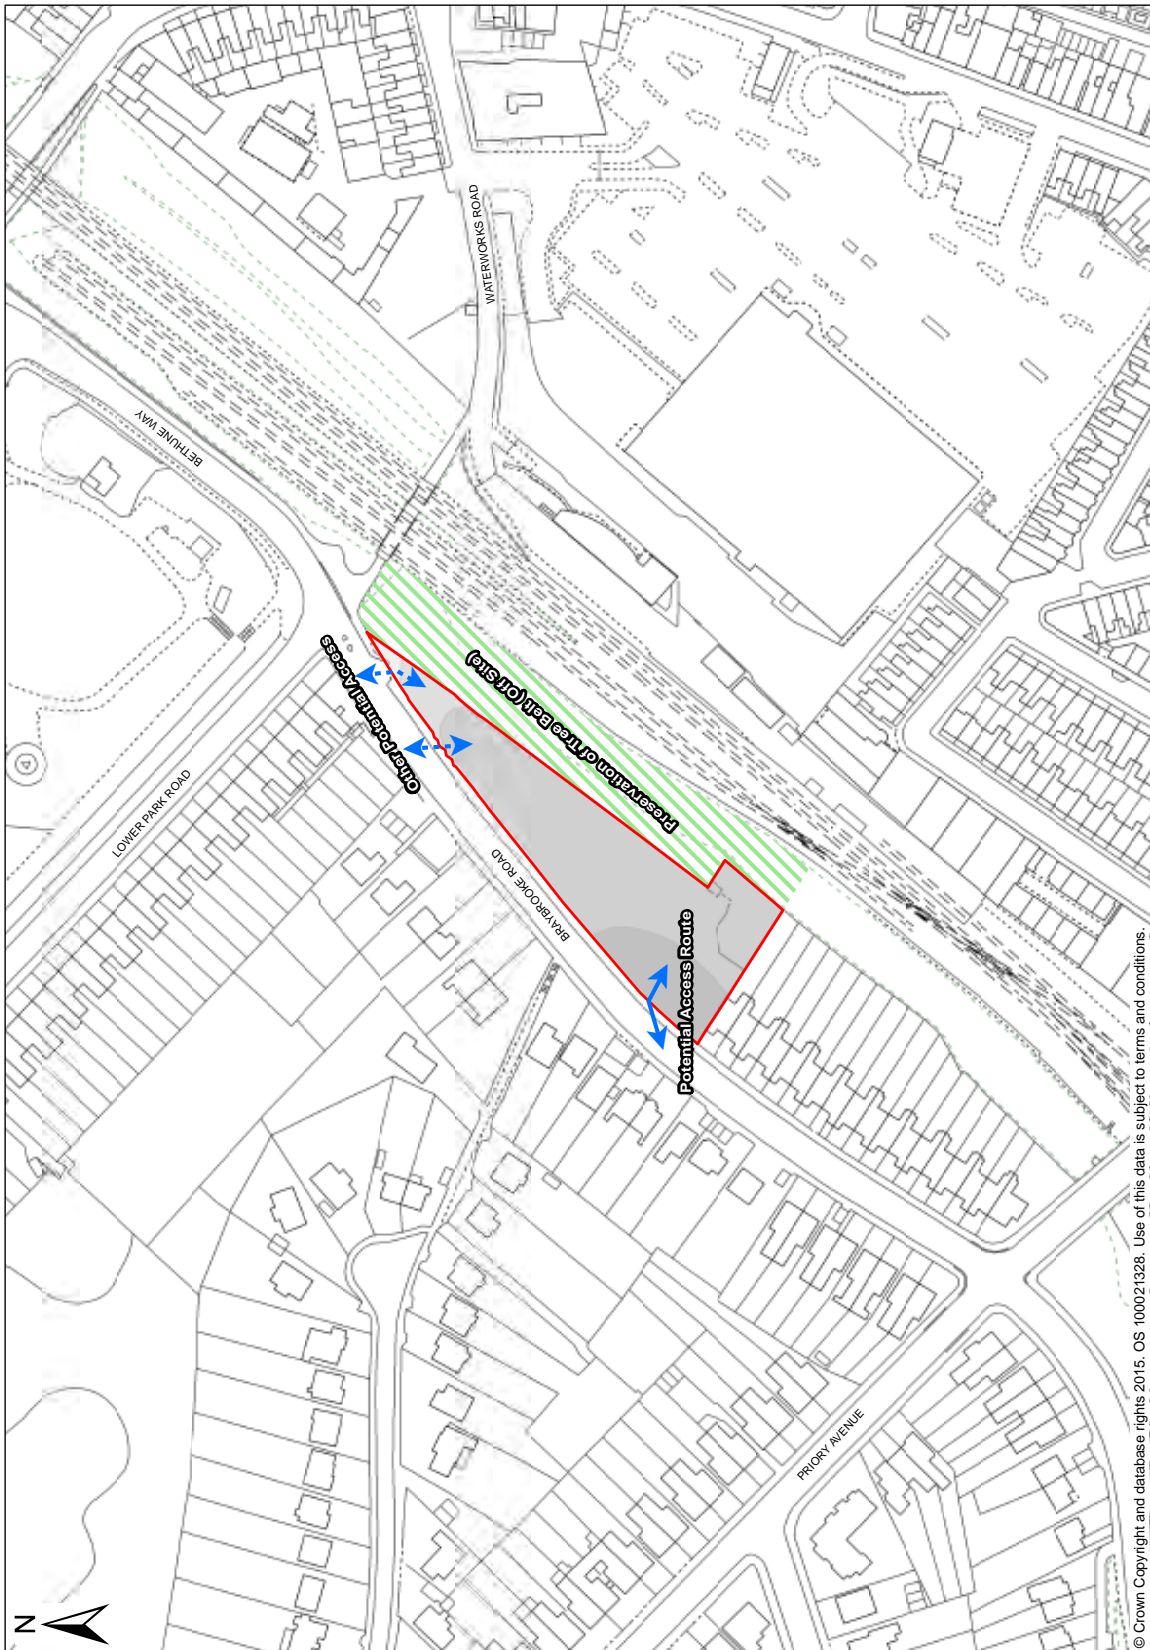 BETHUNE WAY
WATERWORKS ROAD
Other Potential Access
4
LOWER PARK ROAD
Preservation of Tree Belt (Off Site)
BRAYBROOKE ROAD
Potential Access Route
PRIORY AVENUE
N
© Crown Copyright and database rights 2015. OS 100021328. Use of this data is subject to terms and conditions.